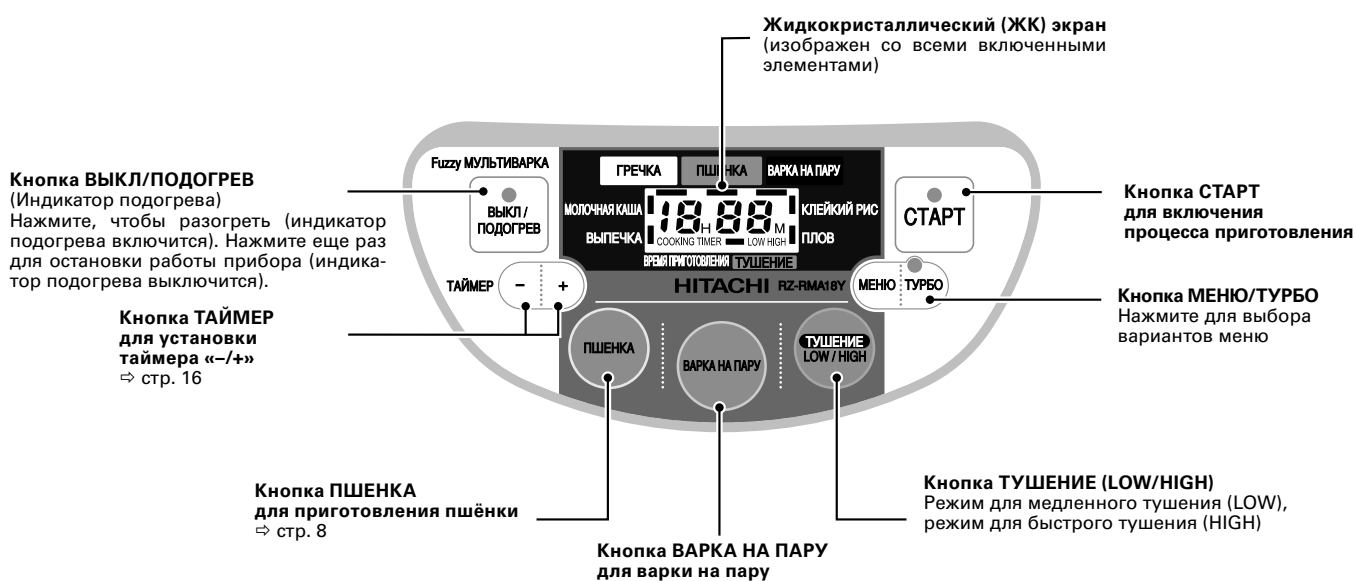 Жидкокристаллический (ЖК) экран
(изображен со всеми включенными
элементами)
Кнопка ВЫКЛ/ПОДОГРЕВ
(Индикатор подогрева)
Нажмите, чтобы разогреть (индикатор
подогрева включится). Нажмите еще раз
для остановки работы прибора (индика-
тор подогрева выключится).
Кнопка ТАЙМЕР
для установки
таймера «–/+»
⇨ стр. 16
Fuzzy МУЛЬТИВАРКА
ВЫКЛ /
ПОДОГРЕВ
ТАЙМЕР – +
ГРЕЧКА ПШЕНКА ВАРКА НА ПАРУ
МОЛОЧНАЯ КАША 18 H 88 M КЛЕЙКИЙ РИС
ВЫПЕЧКА COOKING TIMER LOW HIGH ПЛОВ
ВРЕМЯ ПРИГОТОВЛЕНИЯ ТУШЕНИЕ
HITACHI RZ-RMA18Y
СТАРТ
МЕНЮ ТУРБО
ПШЕНКА
ВАРКА НА ПАРУ
ТУШЕНИЕ
LOW / HIGH
Кнопка СТАРТ
для включения
процесса приготовления
Кнопка МЕНЮ/ТУРБО
Нажмите для выбора
вариантов меню
Кнопка ПШЕНКА
для приготовления пшёнки
⇨ стр. 8
Кнопка ВАРКА НА ПАРУ
для варки на пару
Кнопка ТУШЕНИЕ (LOW/HIGH)
Режим для медленного тушения (LOW),
режим для быстрого тушения (HIGH)